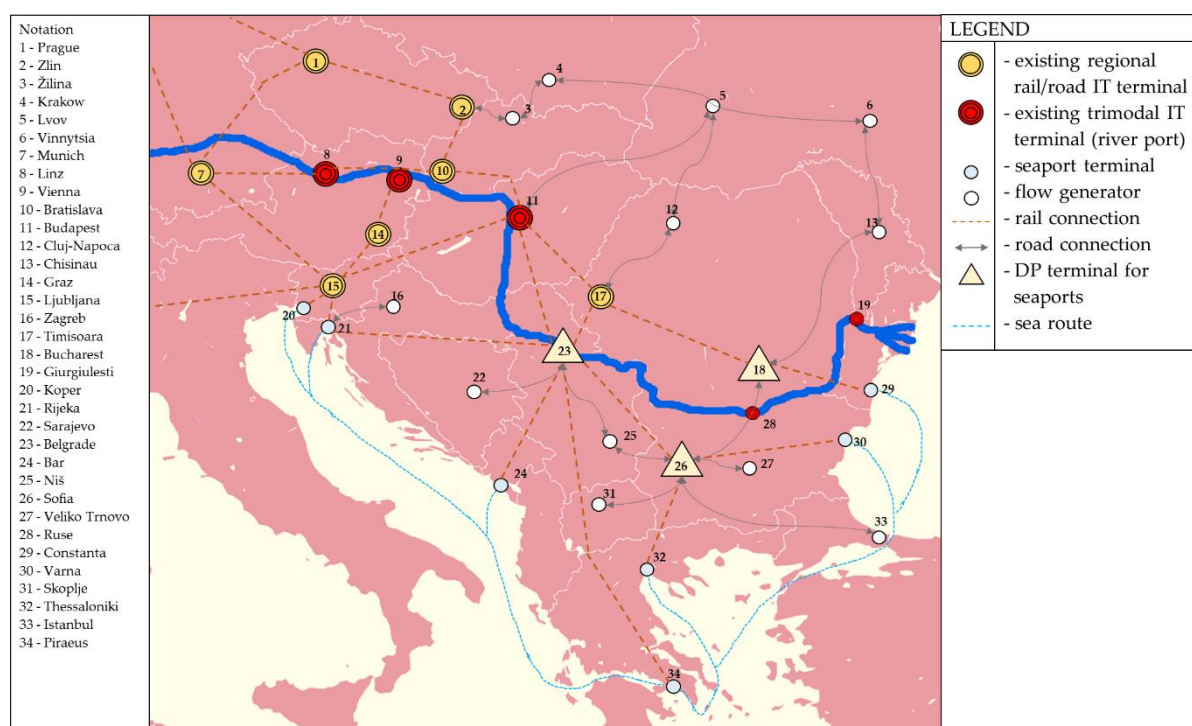 Notation
1 - Prague
2 - Zlin
3 - Žilina
4 - Krakow
5 - Lvov
6 - Vinnytsia
7 - Munich
8 - Linz
9 - Vienna
10 - Bratislava
11 - Budapest
12 - Cluj-Napoca
13 - Chisinau
14 - Graz
15 - Ljubljana
16 - Zagreb
17 - Timisoara
18 - Bucharest
19 - Giurgiulesti
20 - Koper
21 - Rijeka
22 - Sarajevo
23 - Belgrade
24 - Bar
25 - Niš
26 - Sofia
27 - Veliko Trnovo
28 - Ruse
29 - Constanta
30 - Varna
31 - Skoplje
32 - Thessaloniki
33 - Istanbul
34 - Piraeus
1
2
3
4
5
6
7
8
9
10
11
12
13
14
15
16
17
18
19
20
21
22
23
24
25
26
27
28
29
30
31
32
33
34
LEGEND
- existing regional
rail/road IT terminal
- existing trimodal IT
terminal (river port)
- seaport terminal
- flow generator
- rail connection
- road connection
- DP terminal for
seaports
- sea route